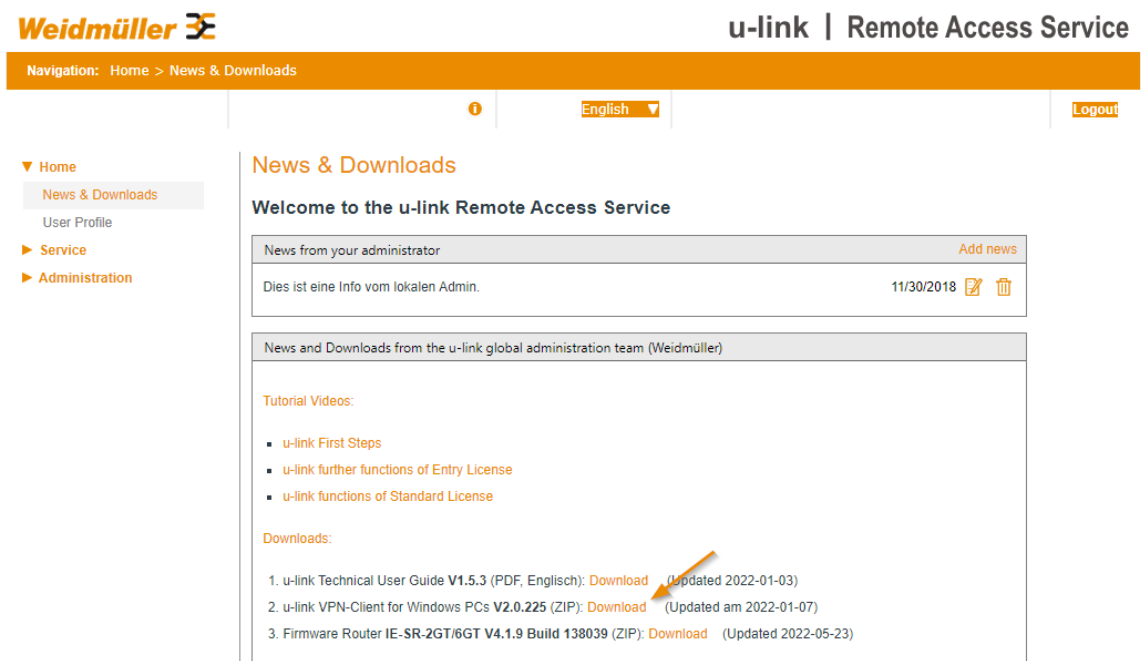 Weidmüller
u-link | Remote Access Service
Navigation: Home > News & Downloads
English
Logout
Home
News & Downloads
User Profile
Service
Administration
News & Downloads
Welcome to the u-link Remote Access Service
News from your administrator Add news
Dies ist eine Info vom lokalen Admin. 11/30/2018
News and Downloads from the u-link global administration team (Weidmüller)
Tutorial Videos:
u-link First Steps
u-link further functions of Entry License
u-link functions of Standard License
Downloads:
1. u-link Technical User Guide V1.5.3 (PDF, Englisch): Download (Updated 2022-01-03)
2. u-link VPN-Client for Windows PCs V2.0.225 (ZIP): Download (Updated am 2022-01-07)
3. Firmware Router IE-SR-2GT/6GT V4.1.9 Build 138039 (ZIP): Download (Updated 2022-05-23)